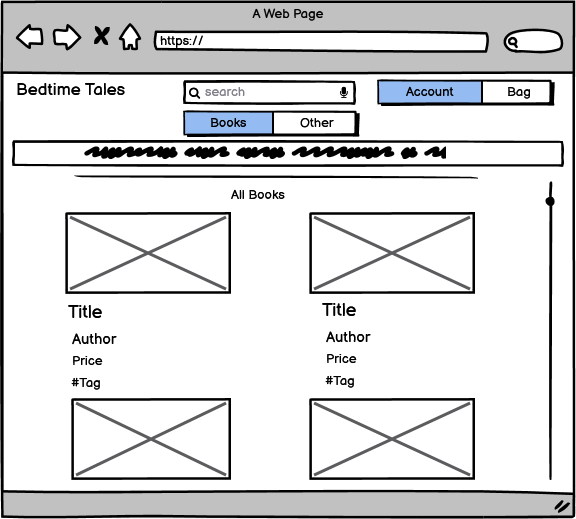 A Web Page
https://
Bedtime Tales
search
Account Bag
Books Other
All Books
Title
Author
Price
#Tag
Title
Author
Price
#Tag